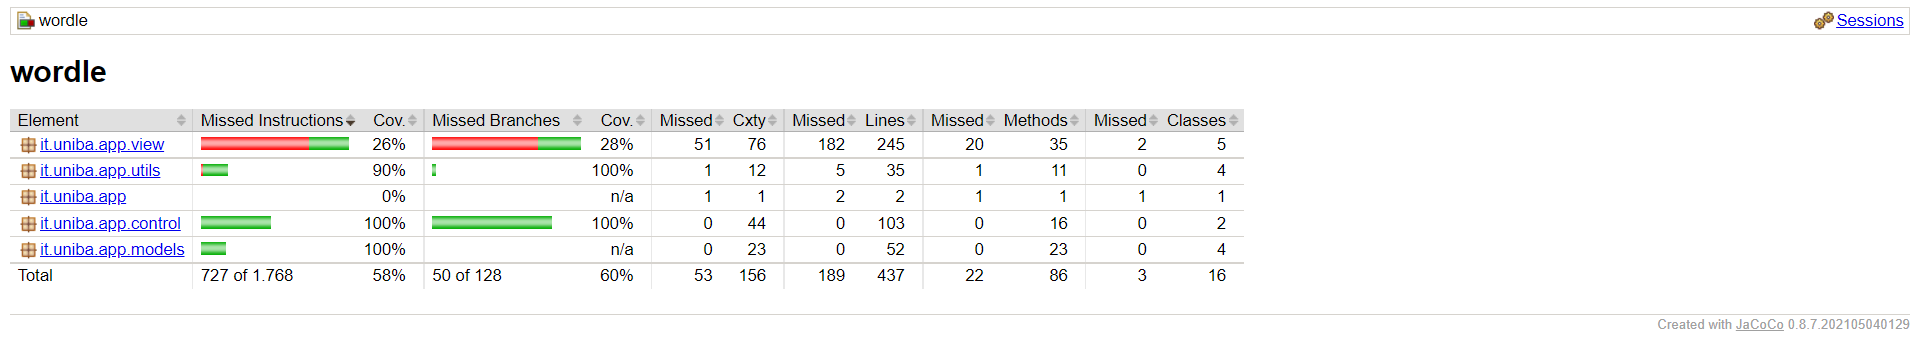 wordle Sessions
wordle
Element Missed Instructions Cov. Missed Branches Cov. Missed Cxty Missed Lines Missed Methods Missed Classes
it.uniba.app.view 26% 28% 51 76 182 245 20 35 2 5
it.uniba.app.utils 90% 100% 1 12 5 35 1 11 0 4
it.uniba.app 0% n/a 1 1 2 2 1 1 1 1
it.uniba.app.control 100% 100% 0 44 0 103 0 16 0 2
it.uniba.app.models 100% n/a 0 23 0 52 0 23 0 4
Total 727 of 1.768 58% 50 of 128 60% 53 156 189 437 22 86 3 16
Created with JaCoCo 0.8.7.202105040129